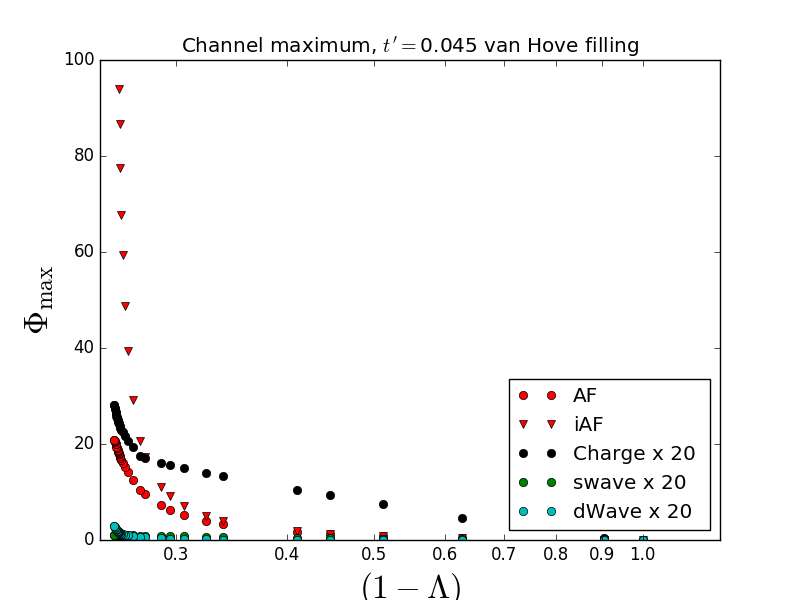 Channel maximum, t′ = 0.045 van Hove filling
100
80
60
40
20
0
Φmax
AF
iAF
Charge x 20
swave x 20
dWave x 20
0.3 0.4 0.5 0.6 0.7 0.8 0.9 1.0
(1 − Λ)